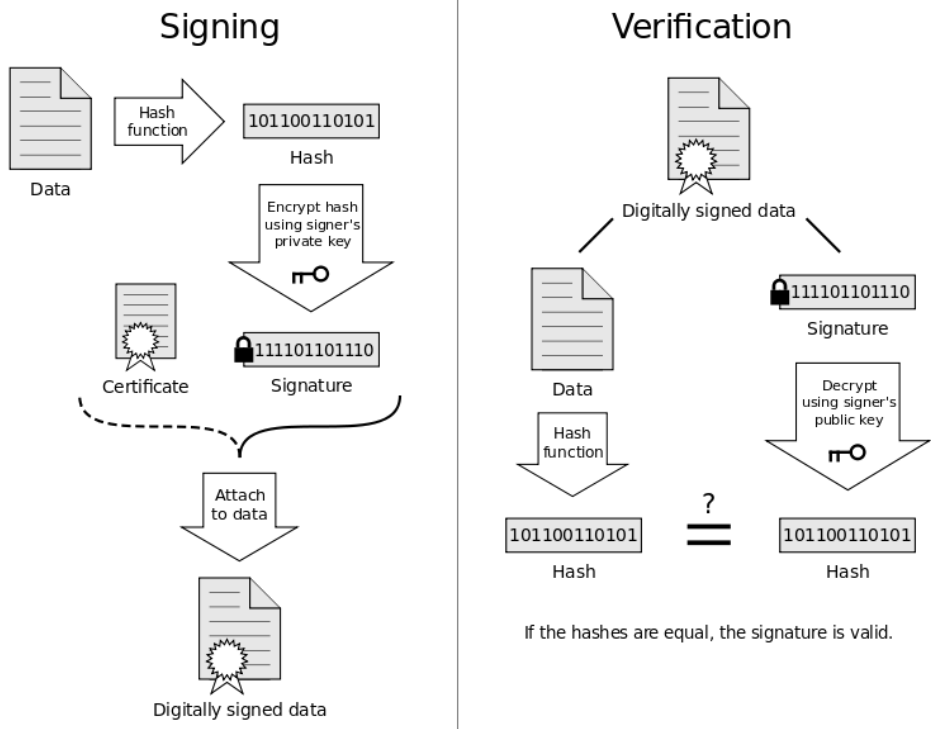 Signing
Data
Hash
function
101100110101
Hash
Encrypt hash
using signer's
private key
Certificate
111101101110
Signature
Attach
to data
Digitally signed data
Verification
Digitally signed data
Data
Hash
function
101100110101
Hash
111101101110
Signature
Decrypt
using signer's
public key
?
101100110101
Hash
If the hashes are equal, the signature is valid.